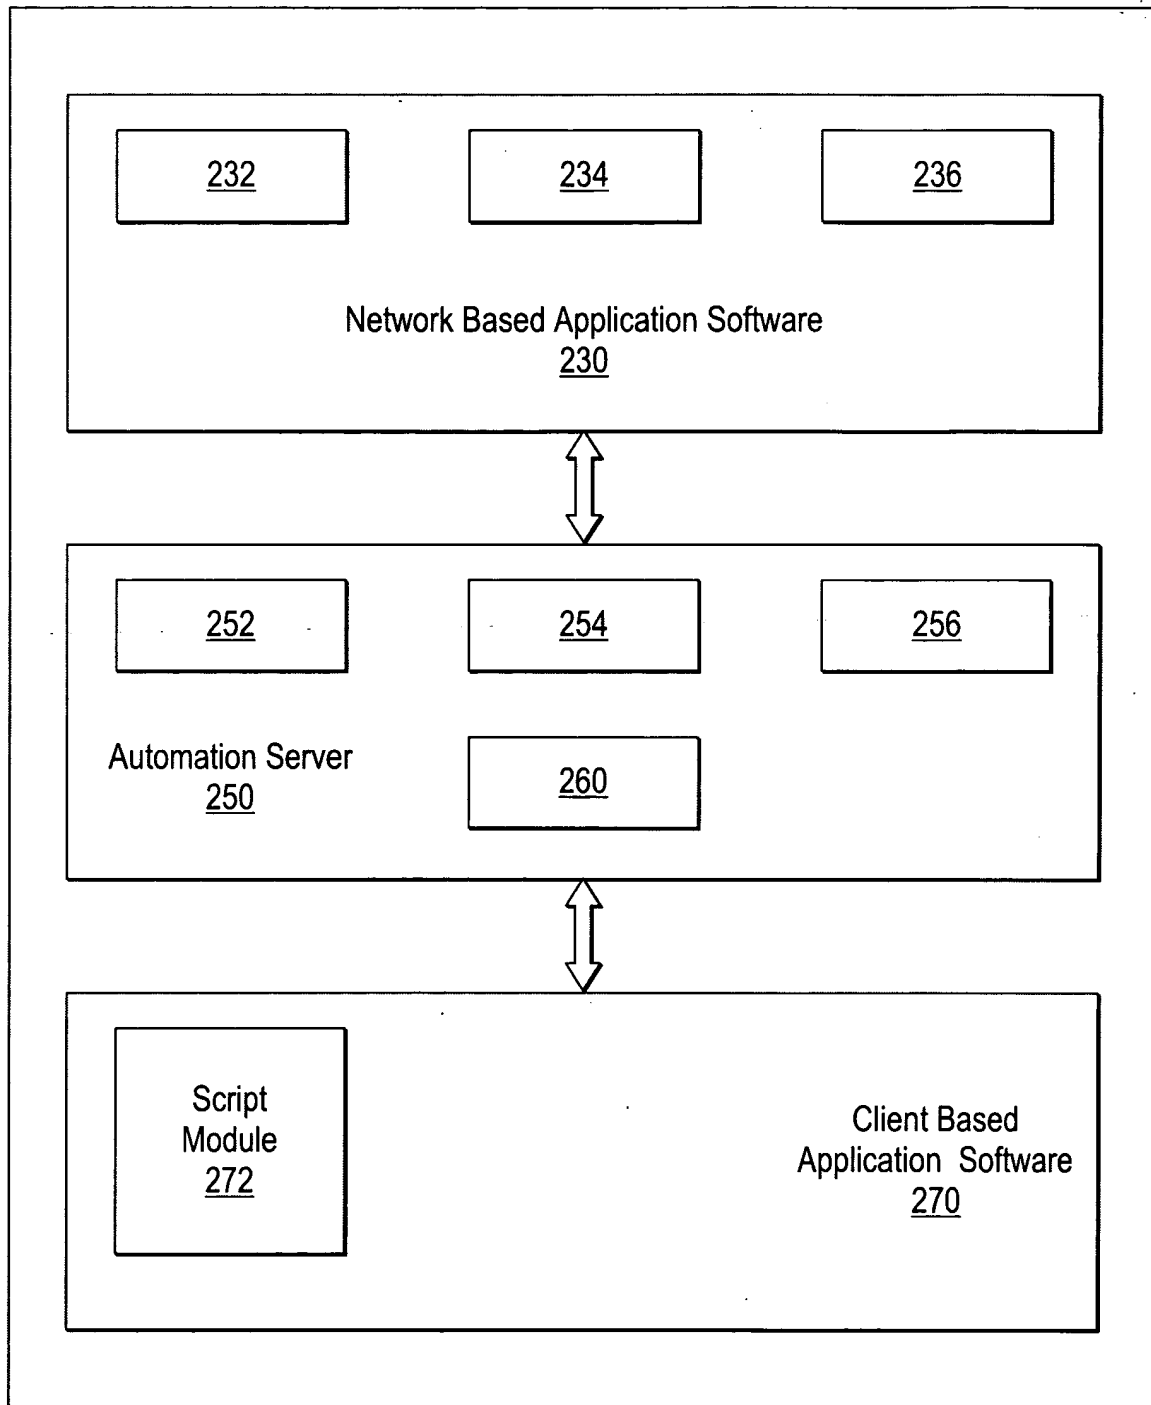 232
234
236
Network Based Application Software
230
252
254
256
Automation Server
250
260
Script
Module
272
Client Based
Application Software
270